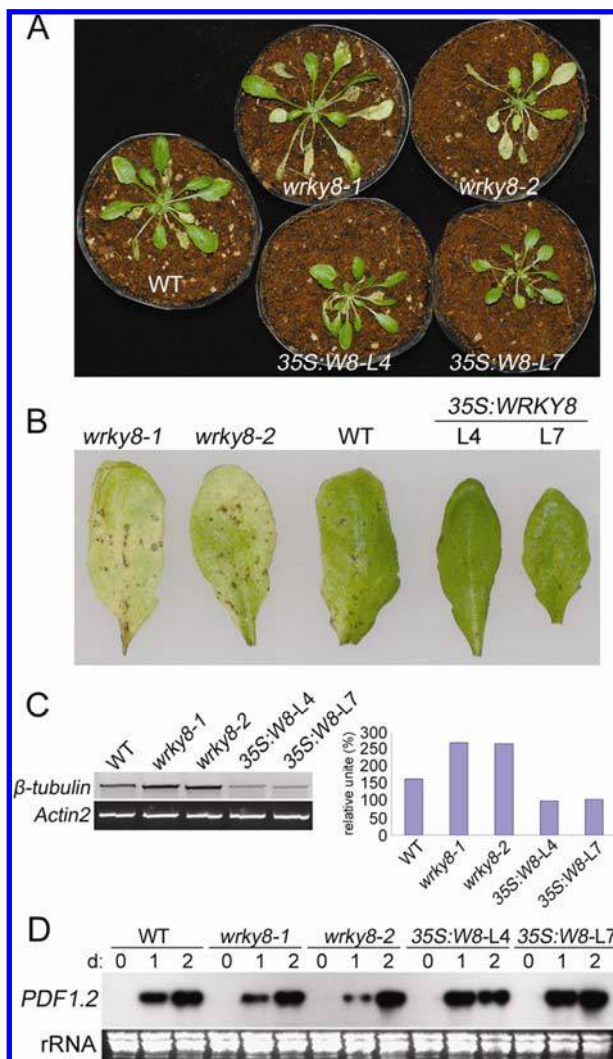 A
wrky8-1
wrky8-2
WT
35S:W8-L4
35S:W8-L7
B
35S:WRKY8
wrky8-1 wrky8-2 WT L4 L7
C
WT wrky8-1 wrky8-2 35S:W8-L4 35S:W8-L7
β-tubulin
Actin2
relative unite (%)
300
250
200
150
100
50
0
WT wrky8-1 wrky8-2 35S:W8-L4 35S:W8-L7
D
WT wrky8-1 wrky8-2 35S:W8-L4 35S:W8-L7
d: 0 1 2 0 1 2 0 1 2 0 1 2 0 1 2
PDF1.2
rRNA